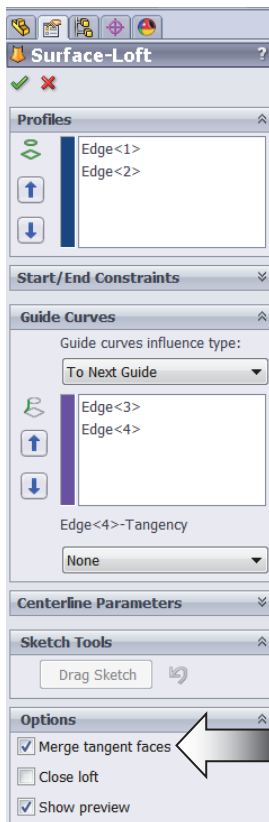 Surface-Loft ?
Profiles
Edge<1>
Edge<2>
Start/End Constraints
Guide Curves
Guide curves influence type:
To Next Guide
Edge<3>
Edge<4>
Edge<4>-Tangency
None
Centerline Parameters
Sketch Tools
Drag Sketch
Options
Merge tangent faces
Close loft
Show preview